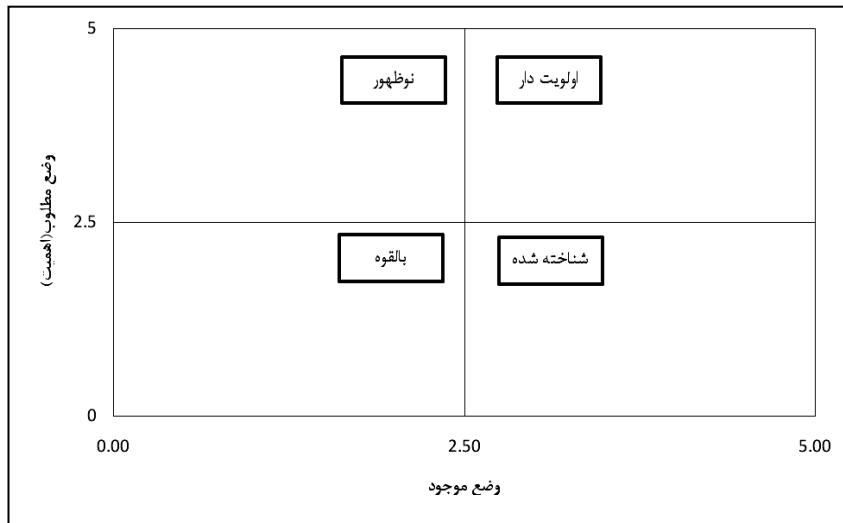 5
نوظهور
اولویت دار
وضع مطلوب(اهمیت)
2.5
بالقوه
شناخته شده
0
0.00
2.50
5.00
وضع موجود